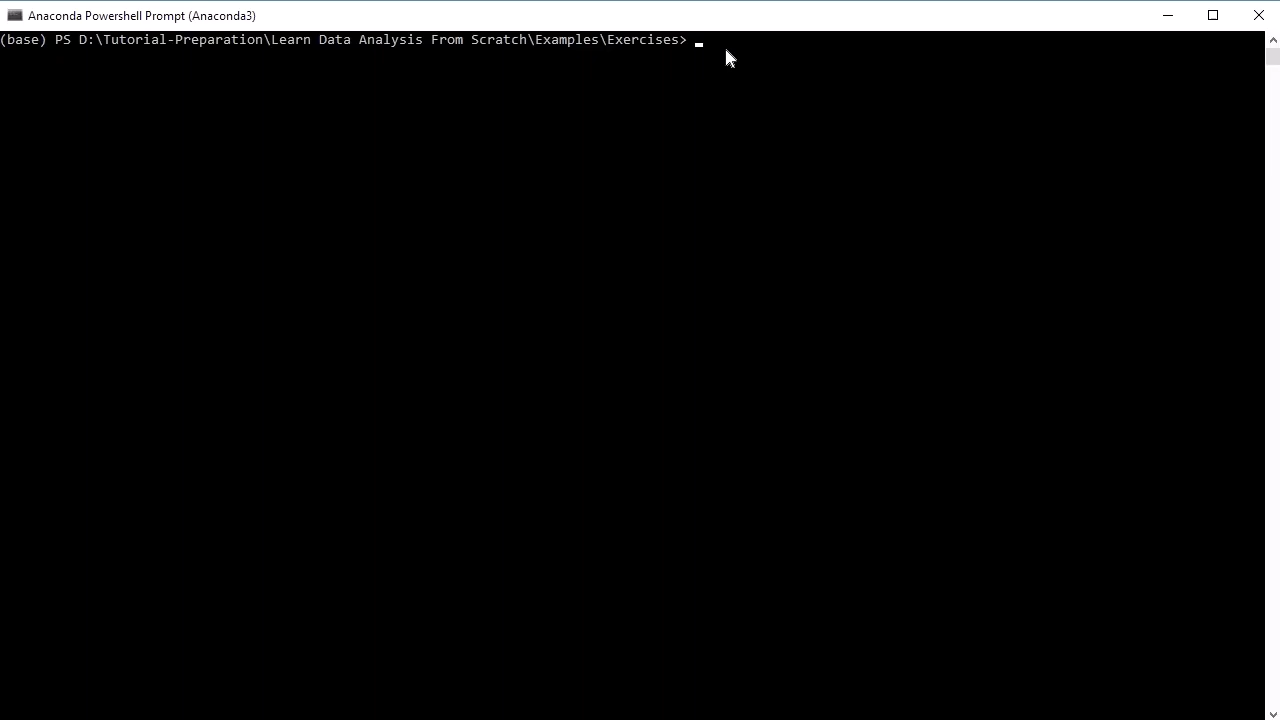 Anaconda Powershell Prompt (Anaconda3)
(base) PS D:\Tutorial-Preparation\Learn Data Analysis From Scratch\Examples\Exercises>